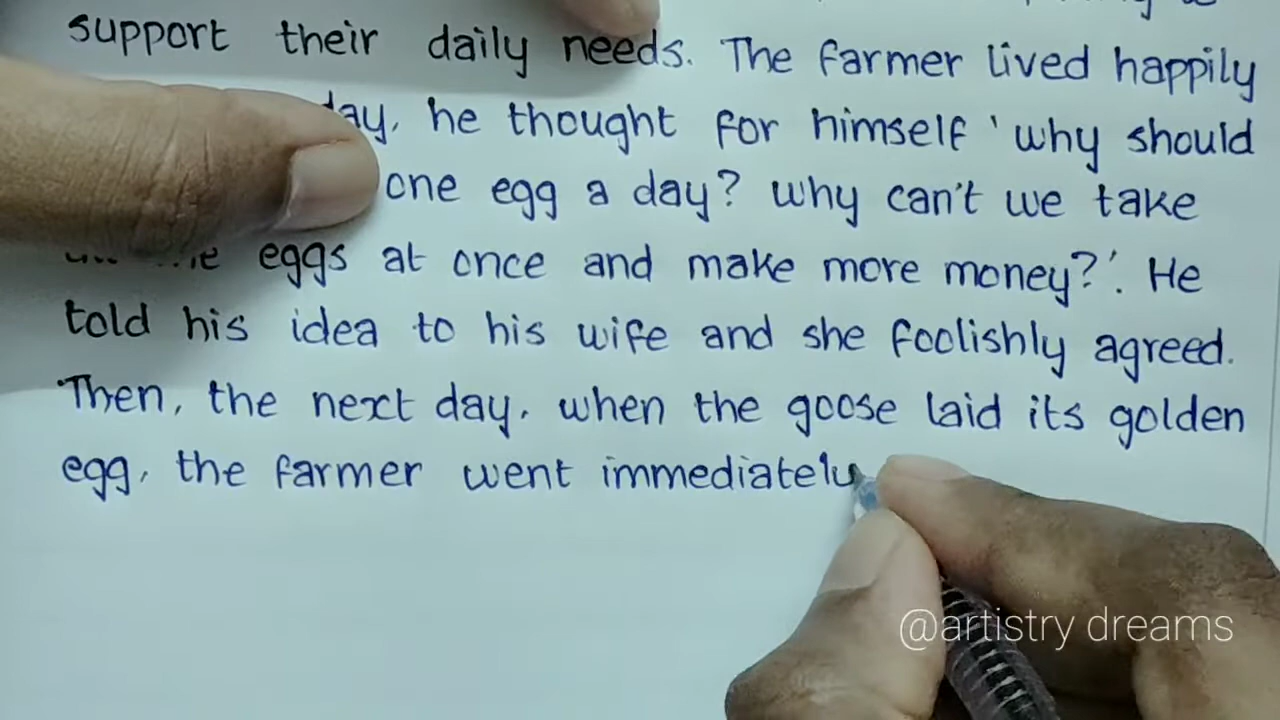 support their daily needs. The farmer lived happily
day, he thought for himself 'why should
one egg a day? why can't we take
eggs at once and make more money?'. He
told his idea to his wife and she foolishly agreed.
Then, the next day, when the goose laid its golden
egg, the farmer went immediately
@artistry dreams